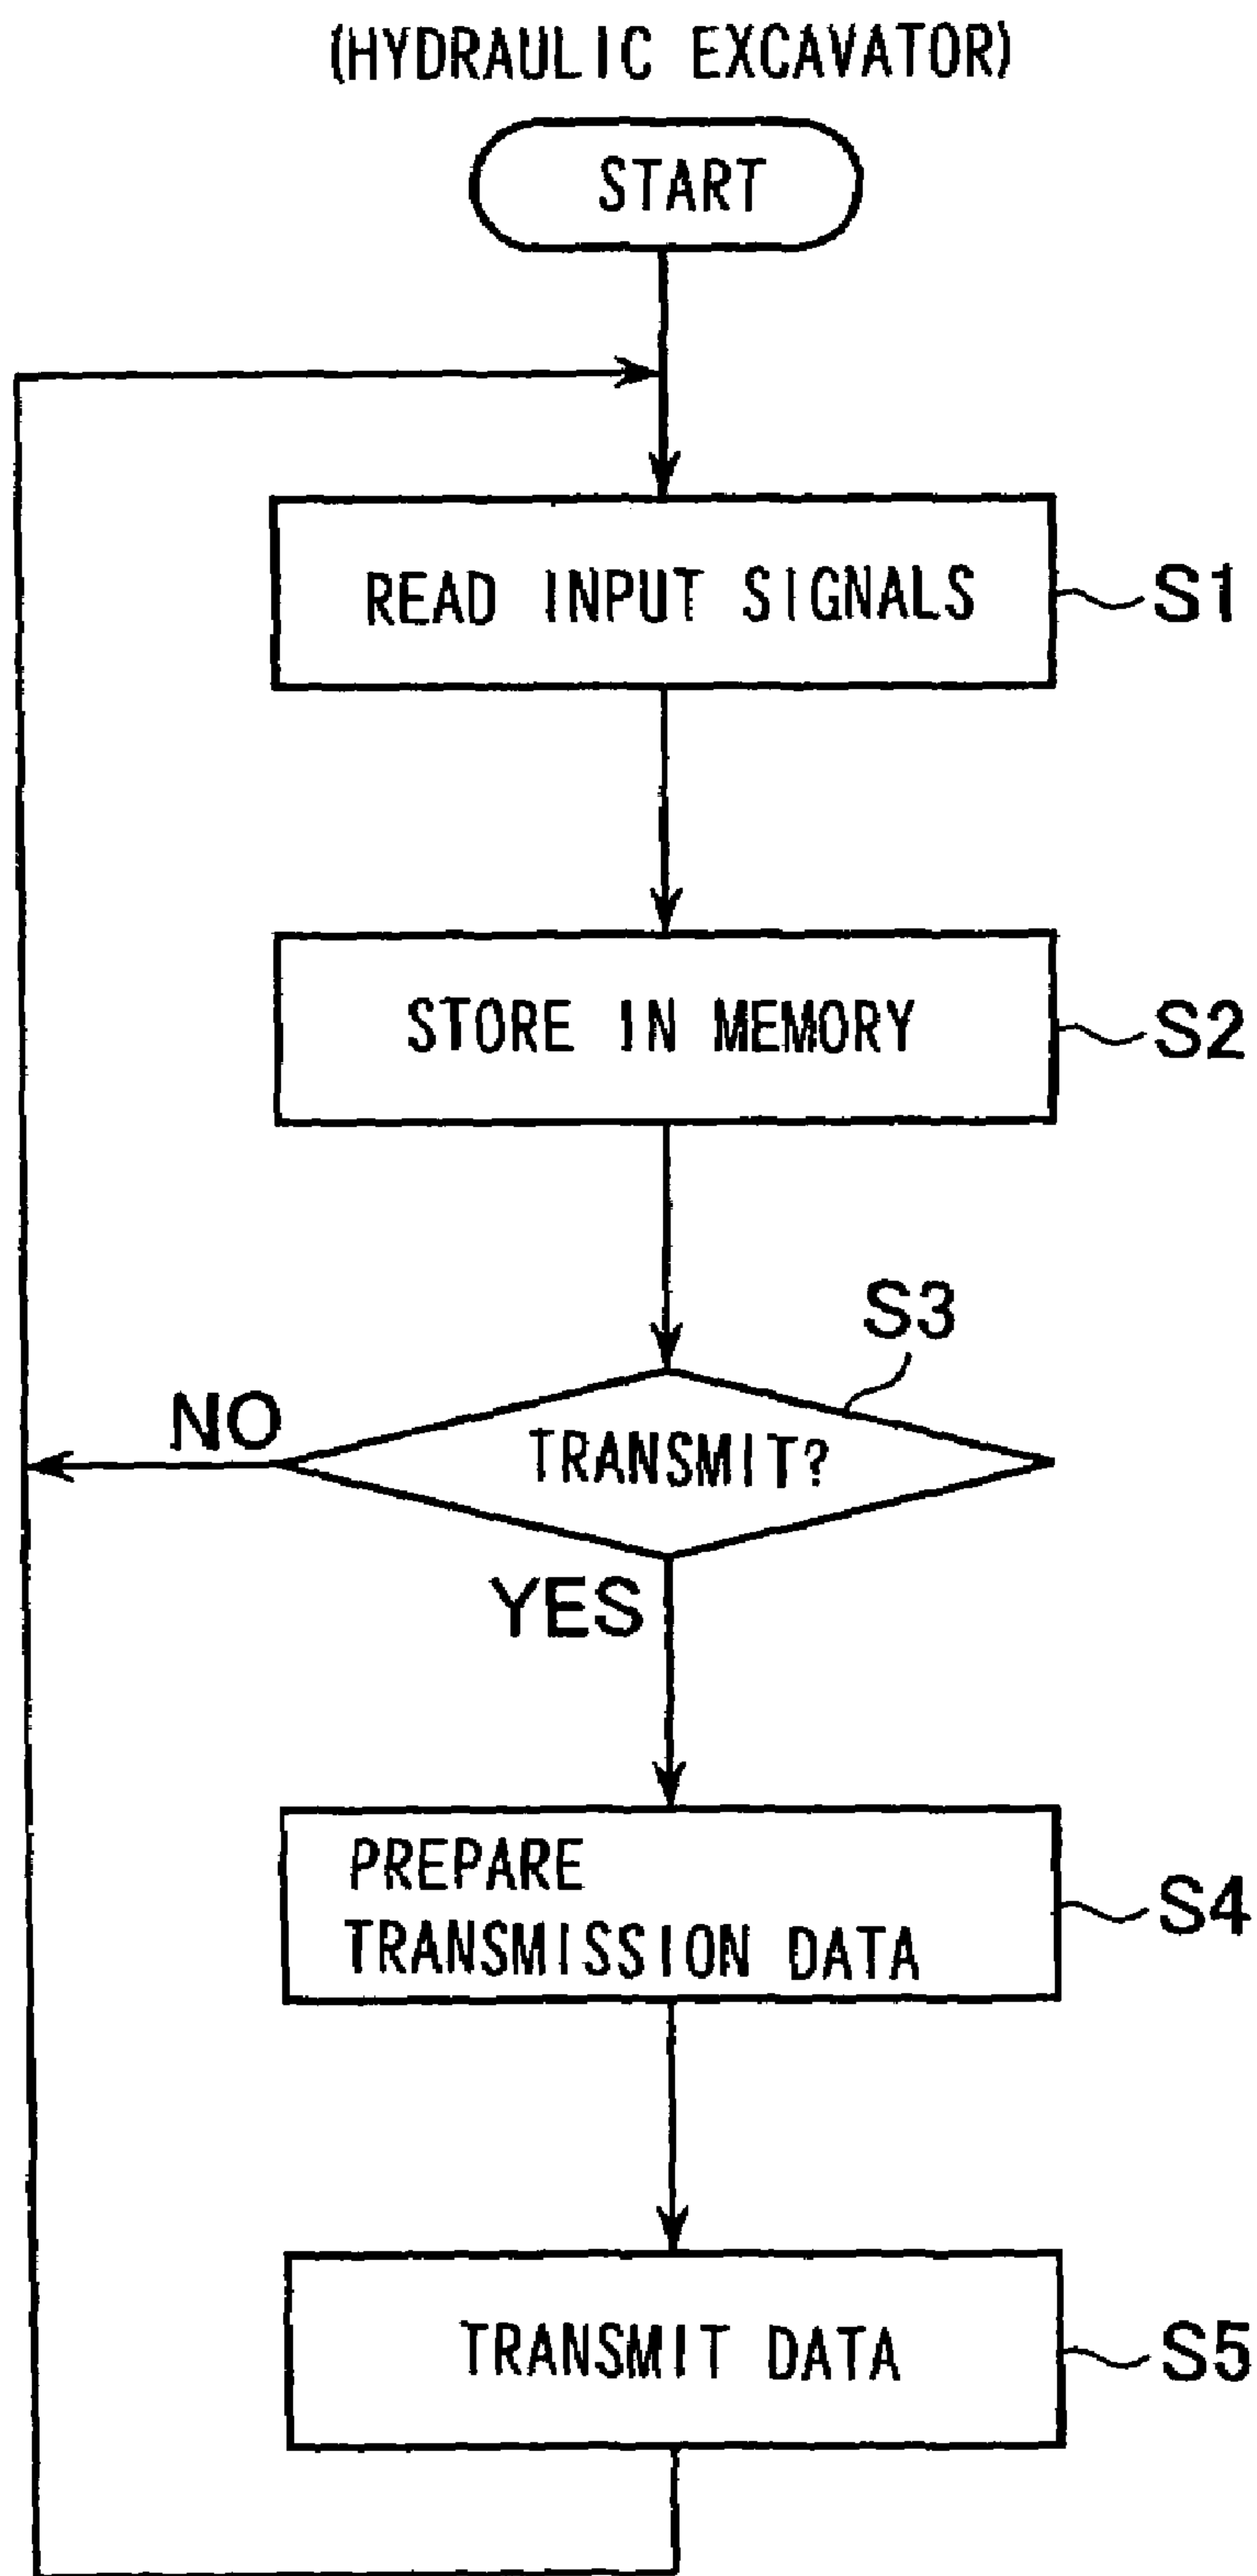 (HYDRAULIC EXCAVATOR)
START
READ INPUT SIGNALS
S1
STORE IN MEMORY
S2
S3
NO
TRANSMIT?
YES
PREPARE
TRANSMISSION DATA
S4
TRANSMIT DATA
S5